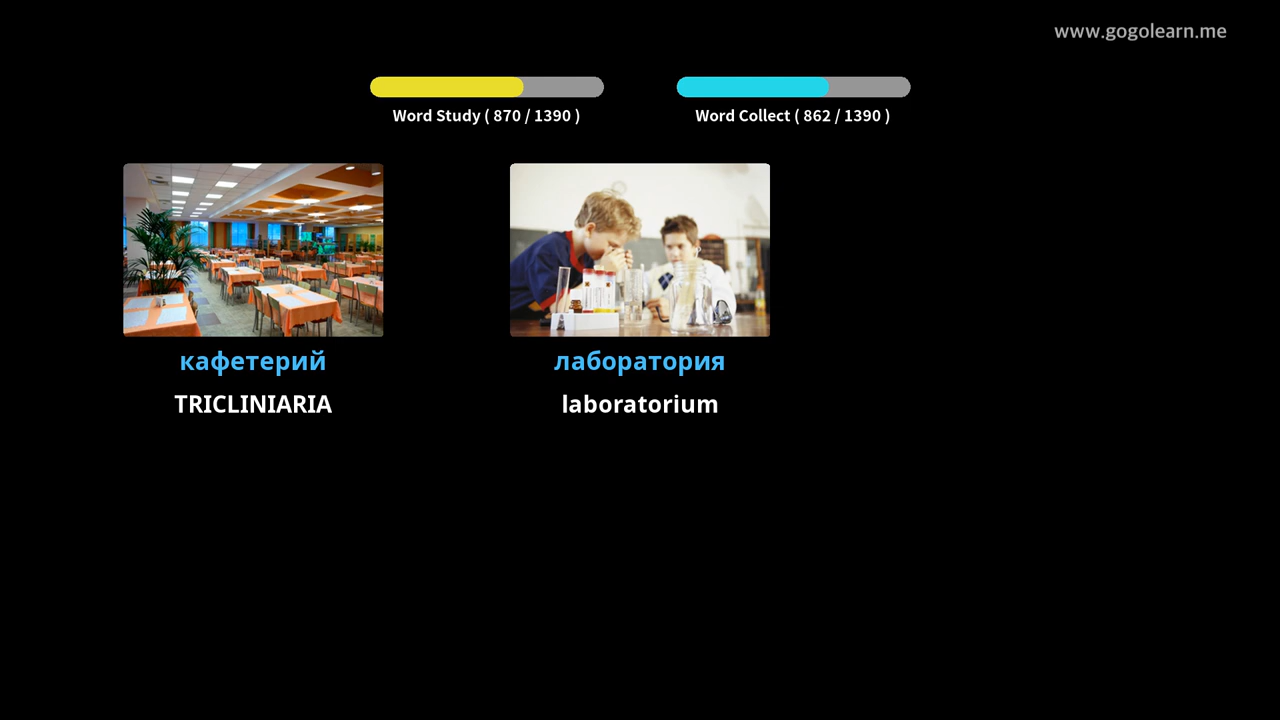 www.gogolearn.me
Word Study ( 870 / 1390 )
Word Collect ( 862 / 1390 )
кафетерий
TRICLINIARIA
лаборатория
laboratorium